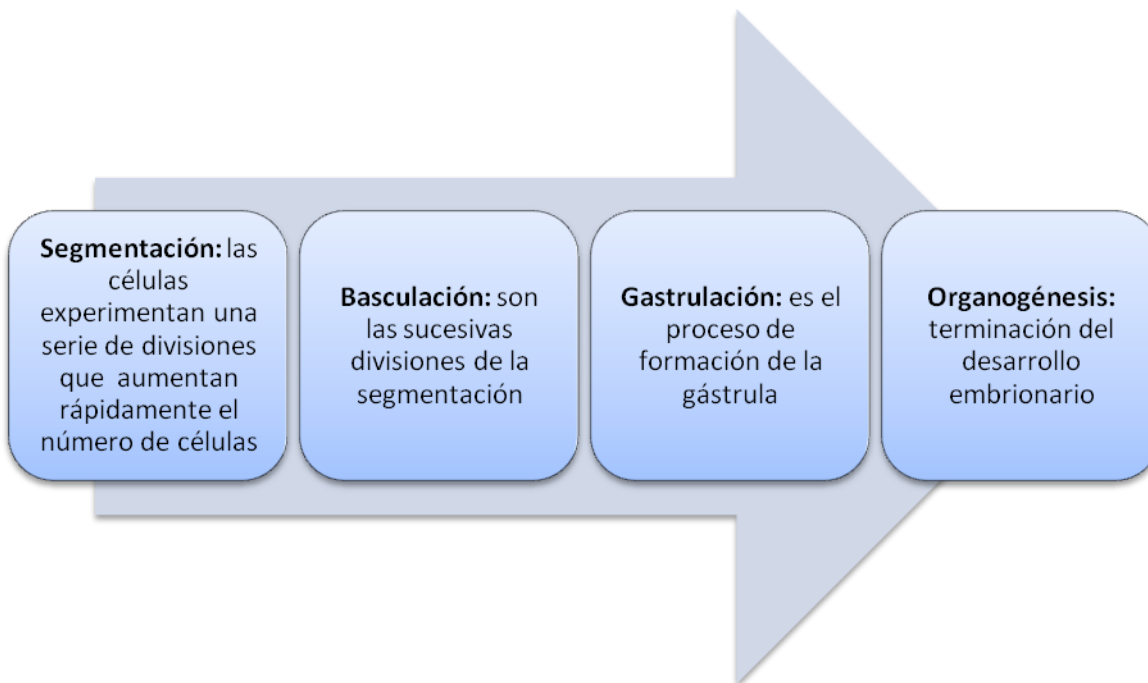 Segmentación: las
células
experimentan una
serie de divisiones
que aumentan
rápidamente el
número de células
Basculación: son
las sucesivas
divisiones de la
segmentación
Gastrulación: es el
proceso de
formación de la
gástrula
Organogénesis:
terminación del
desarrollo
embrionario